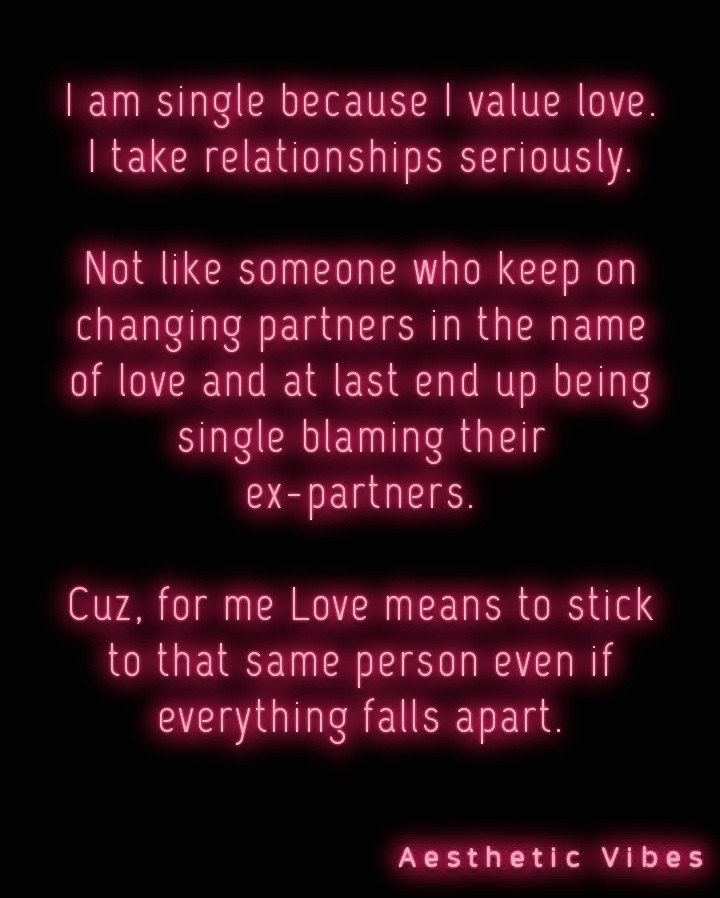 I am single because I value love.
I take relationships seriously.
Not like someone who keep on
changing partners in the name
of love and at last end up being
single blaming their
ex-partners.
Cuz, for me Love means to stick
to that same person even if
everything falls apart.
Aesthetic Vibes